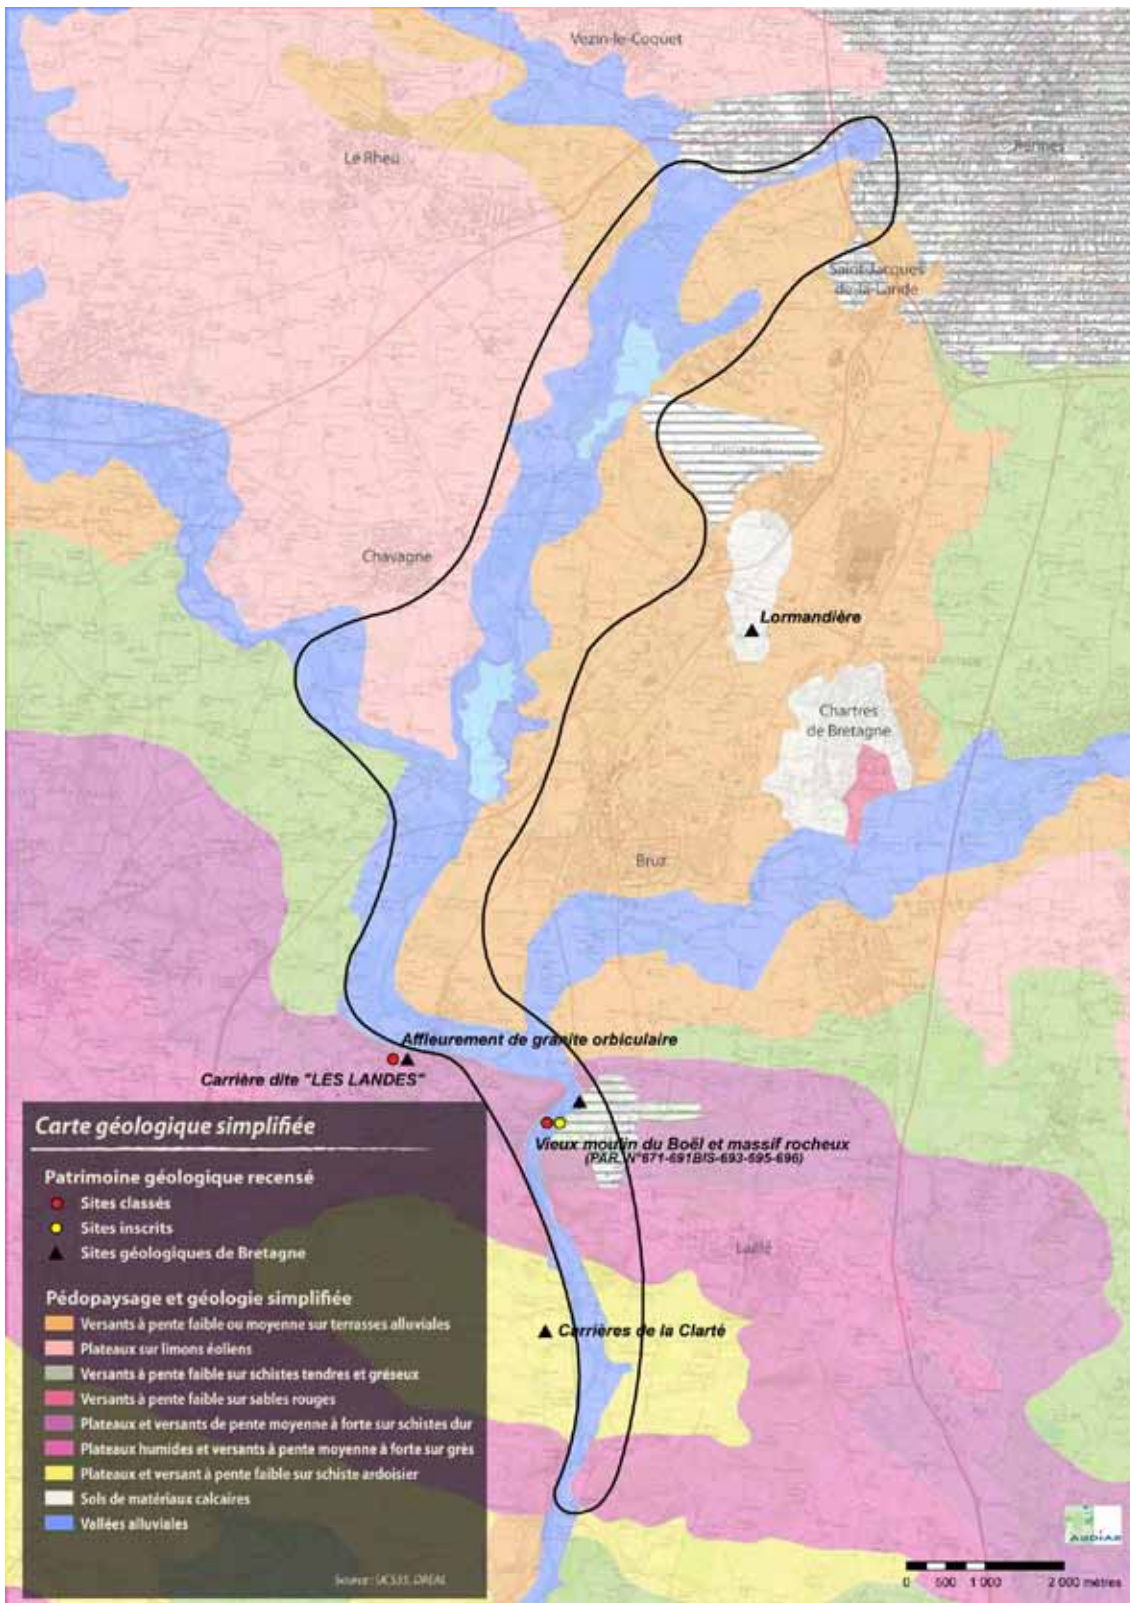 Vezin-le-Coquet
Le Rheu
Rennes
Saint-Jacques
de-la-Lande
Chavagne
Lormandière
Chartres
de Bretagne
Bruz
Affleurement de granite orbiculaire
Carrière dite "LES LANDES"
Vieux moulin du Boël et massif rocheux
(PAR. N°671-691BIS-693-595-696)
Laillé
Carrières de la Clarté
Carte géologique simplifiée
Patrimoine géologique recensé
Sites classés
Sites inscrits
Sites géologiques de Bretagne
Pédopaysage et géologie simplifiée
Versants à pente faible ou moyenne sur terrasses alluviales
Plateaux sur limons éoliens
Versants à pente faible sur schistes tendres et gréseux
Versants à pente faible sur sables rouges
Plateaux et versants de pente moyenne à forte sur schistes dur
Plateaux humides et versants à pente moyenne à forte sur grès
Plateaux et versant à pente faible sur schiste ardoisier
Sols de matériaux calcaires
Vallées alluviales
Source : UCS35, DREAL
AUDIAR
0 500 1 000 2 000 mètres